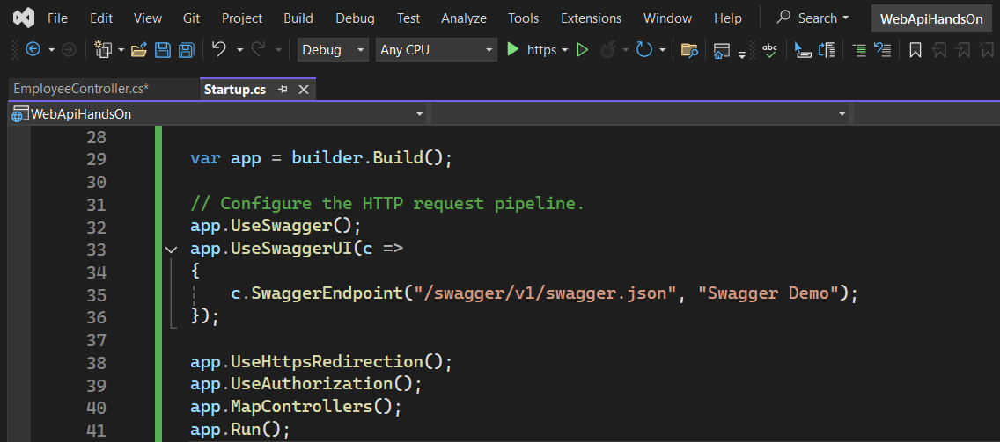 File Edit View Git Project Build Debug Test Analyze Tools Extensions Window Help Search WebApiHandsOn
Debug Any CPU https abc
EmployeeController.cs* Startup.cs
WebApiHandsOn
28
29 var app = builder.Build();
30
31 // Configure the HTTP request pipeline.
32 app.UseSwagger();
33 app.UseSwaggerUI(c =>
34 {
35 c.SwaggerEndpoint("/swagger/v1/swagger.json", "Swagger Demo");
36 });
37
38 app.UseHttpsRedirection();
39 app.UseAuthorization();
40 app.MapControllers();
41 app.Run();